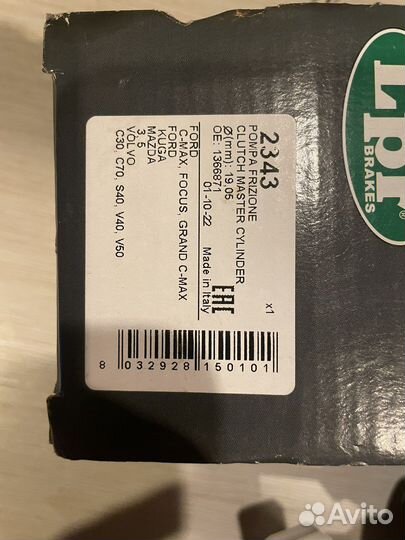 2343
POMPA FRIZIONE
CLUTCH MASTER CYLINDER
Ø(mm): 19,05
OE: 1366871
x1
01-10-22 Made in Italy
EAC
FORD
C-MAX, FOCUS, GRAND C-MAX
FORD
KUGA
MAZDA
3, 5
VOLVO
C30, C70, S40, V40, V50
8 032928 150101
Lpr®
BRAKES
Avito